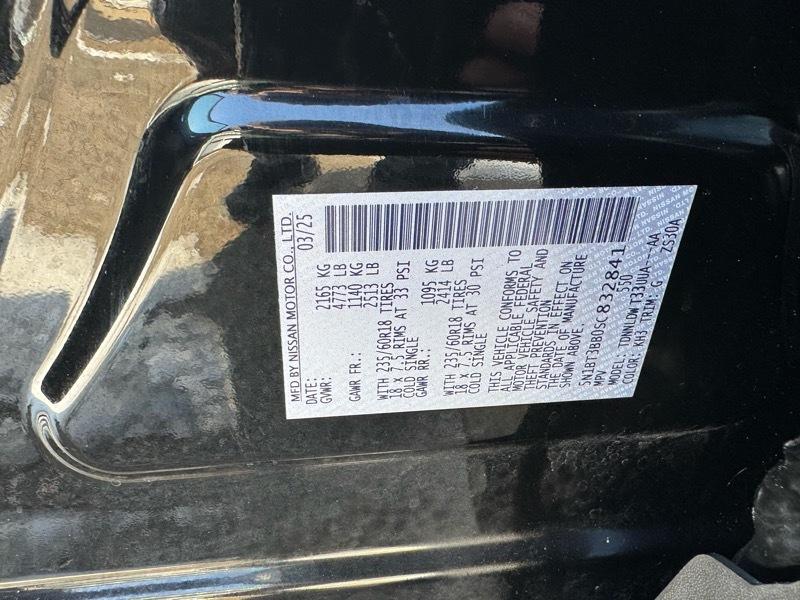 MFD BY NISSAN MOTOR CO., LTD.
DATE: 03/25
GVWR: 2165 KG
4773 LB
GAWR FR.: 1140 KG
2513 LB
WITH 235/60R18 TIRES
18 X 7.5 RIMS AT 33 PSI
COLD SINGLE
GAWR RR.: 1095 KG
2414 LB
WITH 235/60R18 TIRES
18 X 7.5 RIMS AT 30 PSI
COLD SINGLE
THIS VEHICLE CONFORMS TO
ALL APPLICABLE FEDERAL
MOTOR VEHICLE SAFETY AND
THEFT PREVENTION
STANDARDS IN EFFECT ON
THE DATE OF MANUFACTURE
SHOWN ABOVE.
5N1BT3BB0SC832841
MPV 3510
MODEL: TDNNLDW T33UUA---AA
COLOR: KH3 TRIM: G 2S30A